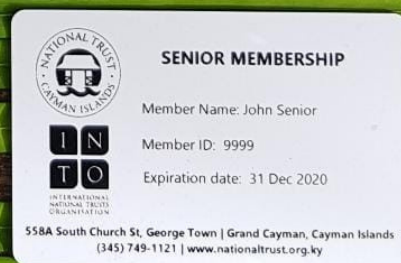 NATIONAL TRUST
CAYMAN ISLANDS
SENIOR MEMBERSHIP
Member Name: John Senior
I N
T O
Member ID: 9999
INTERNATIONAL
NATIONAL TRUSTS
ORGANISATION
Expiration date: 31 Dec 2020
558A South Church St, George Town | Grand Cayman, Cayman Islands
(345) 749-1121 | www.nationaltrust.org.ky